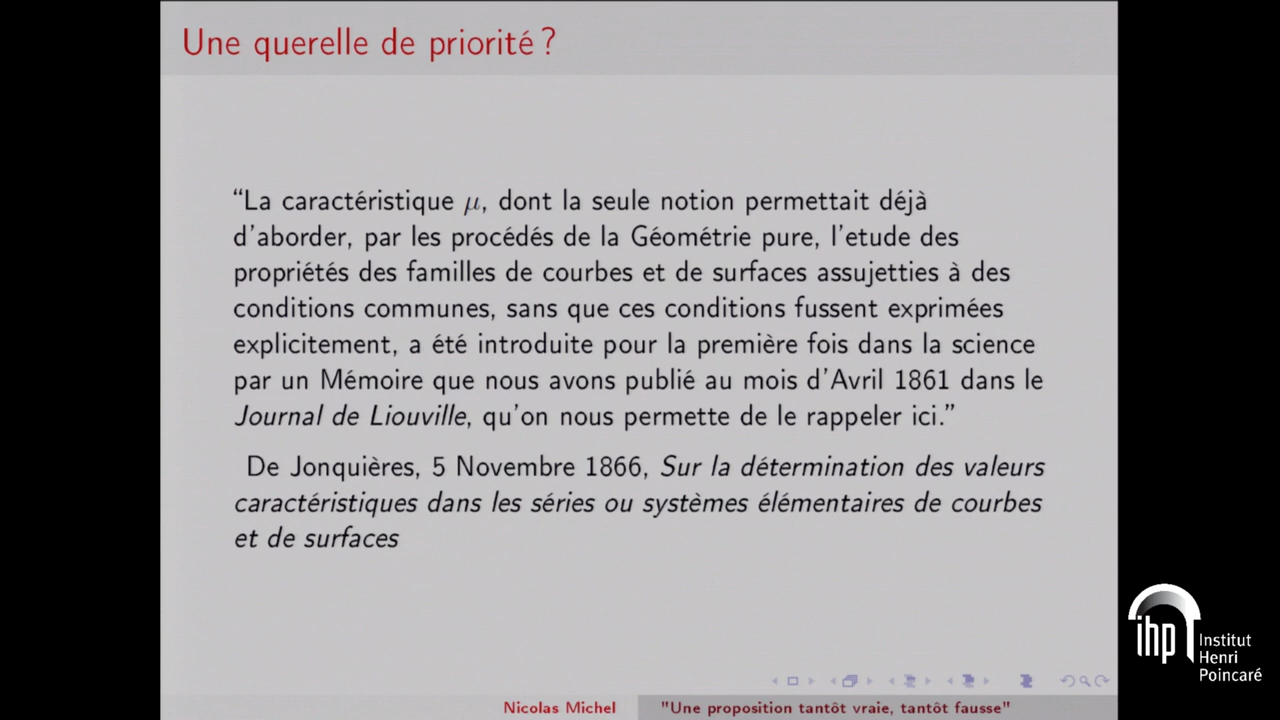 Une querelle de priorité ?
“La caractéristique μ, dont la seule notion permettait déjà
d’aborder, par les procédés de la Géométrie pure, l’etude des
propriétés des familles de courbes et de surfaces assujetties à des
conditions communes, sans que ces conditions fussent exprimées
explicitement, a été introduite pour la première fois dans la science
par un Mémoire que nous avons publié au mois d’Avril 1861 dans le
Journal de Liouville, qu’on nous permette de le rappeler ici.”
De Jonquières, 5 Novembre 1866, Sur la détermination des valeurs
caractéristiques dans les séries ou systèmes élémentaires de courbes
et de surfaces
ihp Institut
Henri
Poincaré
Nicolas Michel "Une proposition tantôt vraie, tantôt fausse"